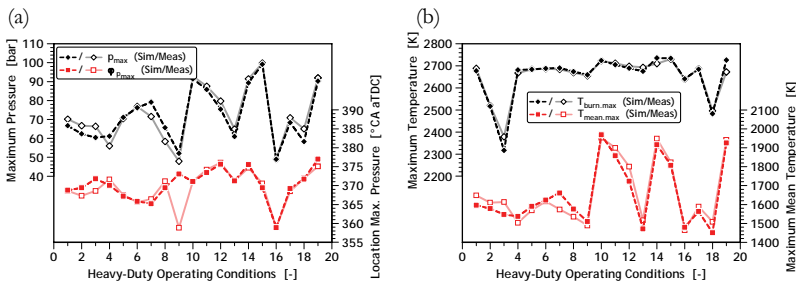 (a)
(b)
Maximum Pressure [bar]
110
100
90
80
70
60
50
40
p_max (Sim/Meas)
φ_p_max (Sim/Meas)
390
385
380
375
370
365
360
355
Location Max. Pressure [°CA aTDC]
0 2 4 6 8 10 12 14 16 18 20
Heavy-Duty Operating Conditions [-]
Maximum Temperature [K]
2800
2700
2600
2500
2400
2300
2200
T_burn.max (Sim/Meas)
T_mean.max (Sim/Meas)
2100
2000
1900
1800
1700
1600
1500
1400
Maximum Mean Temperature [K]
0 2 4 6 8 10 12 14 16 18 20
Heavy-Duty Operating Conditions [-]